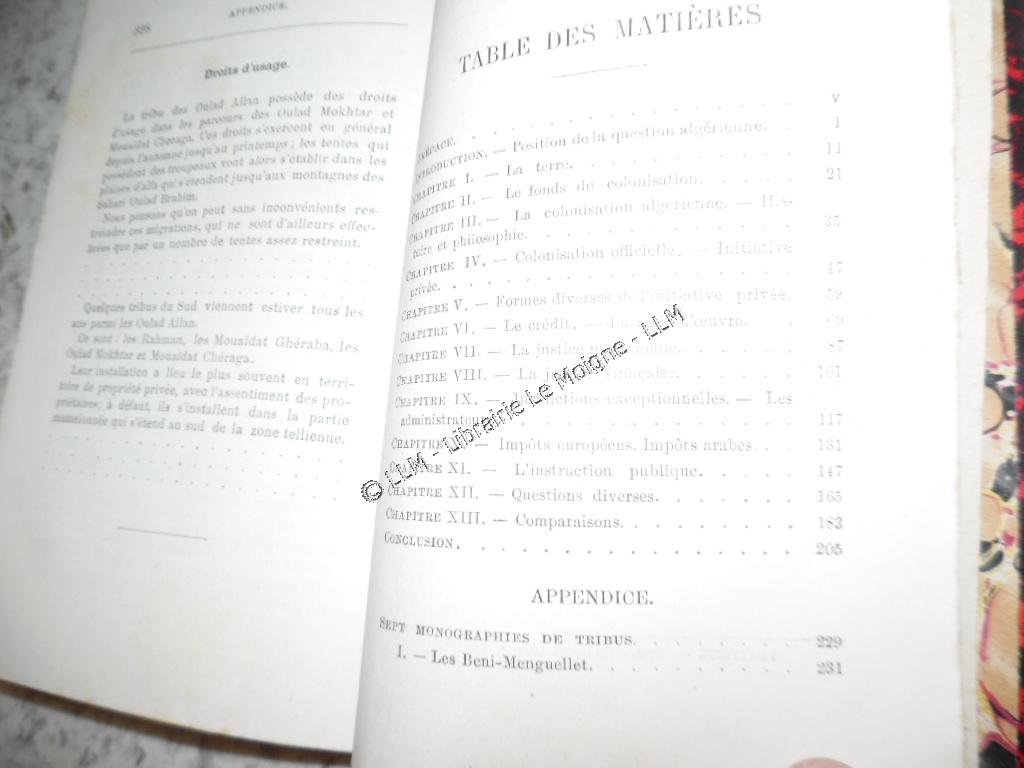 398
APPENDICE.
Droits d'usage.
La tribu des Oulad Allan possède des droits
d'usage dans les parcours des Oulad Mokhtar et
Mouaïdat Chéraga. Ces droits s'exercent en général
depuis l'automne jusqu'au printemps; les tentes qui
possèdent des troupeaux vont alors s'établir dans les
plaines d'alfa qui s'étendent jusqu'aux montagnes des
Sahari Oulad Brahim.
Nous pensons qu'on peut sans inconvénients res-
treindre ces migrations, qui ne sont d'ailleurs effec-
tuées que par un nombre de tentes assez restreint.
Quelques tribus du Sud viennent estiver tous les
ans parmi les Oulad Allan.
Ce sont: les Rahman, les Mouaïdat Ghéraba, les
Oulad Mokhtar et Mouaïdat Chéraga.
Leur installation a lieu le plus souvent en terri-
toire de propriété privée, avec l'assentiment des pro-
priétaires; à défaut, ils s'installent dans la partie
mamelonnée qui s'étend au sud de la zone tellienne.
TABLE DES MATIÈRES
PRÉFACE. V
INTRODUCTION. — Position de la question algérienne. 1
CHAPITRE I. — La terre. 11
CHAPITRE II. — Le fonds de colonisation. 21
CHAPITRE III. — La colonisation algérienne. — His-
toire et philosophie. 35
CHAPITRE IV. — Colonisation officielle. — Initiative
privée. 47
CHAPITRE V. — Formes diverses de l'initiative privée. 59
CHAPITRE VI. — Le crédit. — La d'œuvre. 69
CHAPITRE VII. — La justice 87
CHAPITRE VIII. — La française. 101
CHAPITRE IX. — exceptionnelles. — Les
administrateurs 117
CHAPITRE — Impôts européens. Impôts arabes. 131
CHAPITRE XI. — L'instruction publique. 147
CHAPITRE XII. — Questions diverses. 165
CHAPITRE XIII. — Comparaisons. 183
CONCLUSION. 205
APPENDICE.
SEPT MONOGRAPHIES DE TRIBUS. 229
I. — Les Beni-Menguellet. 231
© LLM - Librairie Le Moigne - LLM